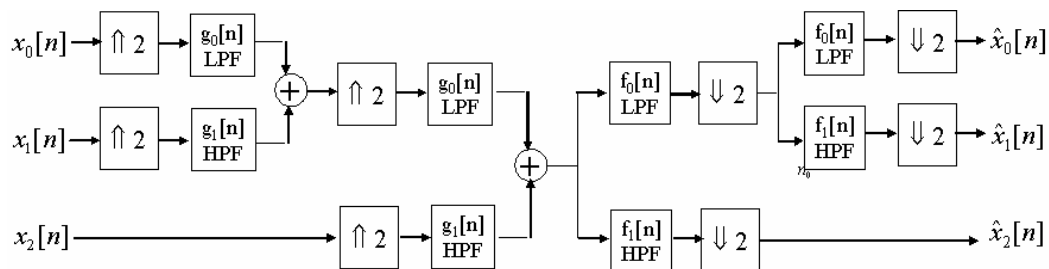 x₀[n]
⇑ 2
g₀[n]
LPF
+
⇑ 2
g₀[n]
LPF
f₀[n]
LPF
⇓ 2
f₀[n]
LPF
⇓ 2
x̂₀[n]
x₁[n]
⇑ 2
g₁[n]
HPF
+
f₁[n]
HPF
n₀
⇓ 2
x̂₁[n]
x₂[n]
⇑ 2
g₁[n]
HPF
f₁[n]
HPF
⇓ 2
x̂₂[n]